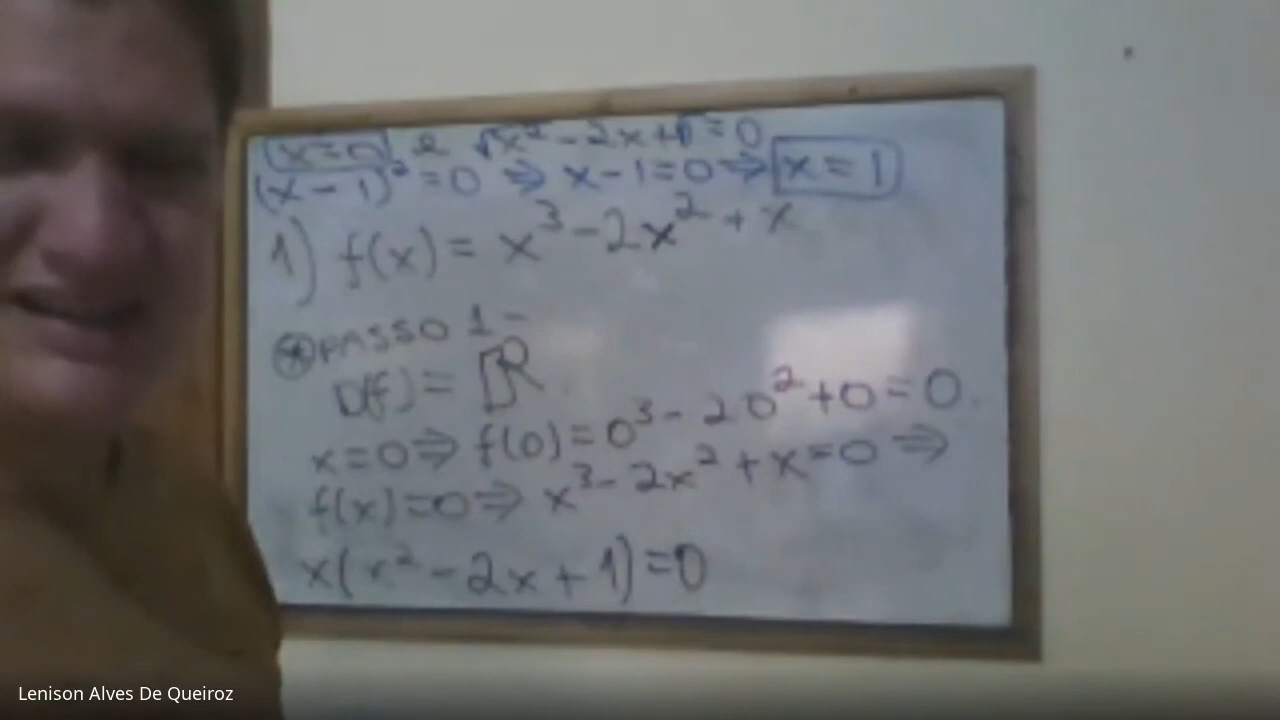 x=0 e x² - 2x + 1 = 0
(x - 1)² = 0 ⇒ x - 1 = 0 ⇒ x = 1
1) f(x) = x³ - 2x² + x
* PASSO 1 -
D(f) = ℝ
x = 0 ⇒ f(0) = 0³ - 2 0² + 0 = 0.
f(x) = 0 ⇒ x³ - 2x² + x = 0 ⇒
x(x² - 2x + 1) = 0
Lenison Alves De Queiroz